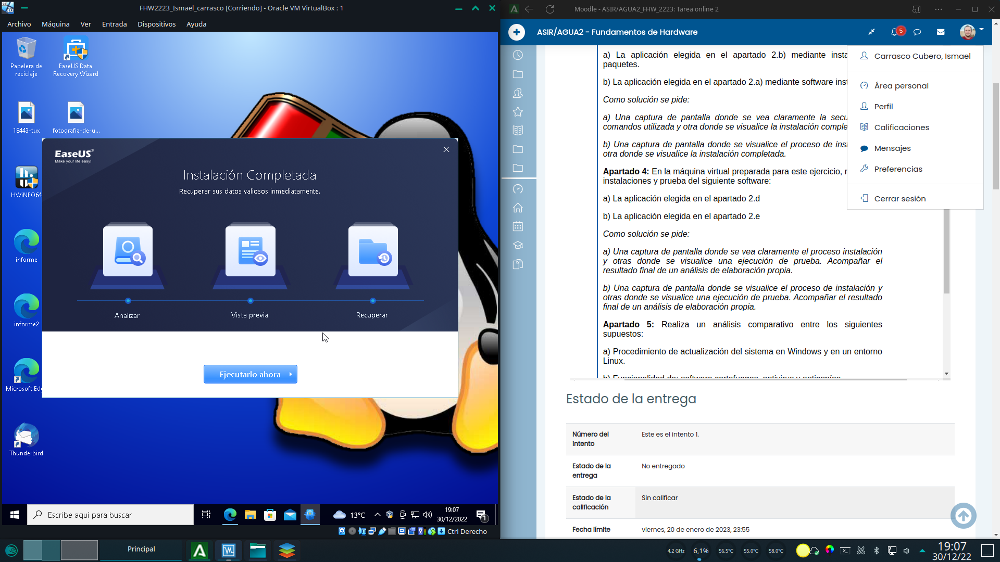 FHW2223_Ismael_carrasco [Corriendo] - Oracle VM VirtualBox : 1
Archivo Máquina Ver Entrada Dispositivos Ayuda
Papelera de
reciclaje
EaseUS Data
Recovery Wizard
18443-tux
fotografia-de-u...
HWiNFO64
informe
informe2
Microsoft Ed
Thunderbird
EaseUS®
Make your life easy!
Instalación Completada
Recuperar sus datos valiosos inmediatamente.
Analizar
Vista previa
Recuperar
Ejecutarlo ahora
Escribe aquí para buscar
13°C
19:07
30/12/2022
1
Ctrl Derecho
Moodle - ASIR/AGUA2_FHW_2223: Tarea online 2
ASIR/AGUA2 - Fundamentos de Hardware
5
Carrasco Cubero, Ismael
Área personal
Perfil
Calificaciones
Mensajes
Preferencias
Cerrar sesión
a) La aplicación elegida en el apartado 2.b) mediante insta
paquetes.
b) La aplicación elegida en el apartado 2.a) mediante software inst
Como solución se pide:
a) Una captura de pantalla donde se vea claramente la secu
comandos utilizada y otra donde se visualice la instalación comple
b) Una captura de pantalla donde se visualice el proceso de inst
otra donde se visualice la instalación completada.
Apartado 4: En la máquina virtual preparada para este ejercicio, r
instalaciones y prueba del siguiente software:
a) La aplicación elegida en el apartado 2.d
b) La aplicación elegida en el apartado 2.e
Como solución se pide:
a) Una captura de pantalla donde se vea claramente el proceso instalación
y otras donde se visualice una ejecución de prueba. Acompañar el
resultado final de un análisis de elaboración propia.
b) Una captura de pantalla donde se visualice el proceso de instalación y
otras donde se visualice una ejecución de prueba. Acompañar el resultado
final de un análisis de elaboración propia.
Apartado 5: Realiza un análisis comparativo entre los siguientes
supuestos:
a) Procedimiento de actualización del sistema en Windows y en un entorno
Linux.
b) Funcionalidad de: software cortafuegos, antivirus y antiespías
Estado de la entrega
Número del
intento
Este es el intento 1.
Estado de la
entrega
No entregado
Estado de la
calificación
Sin calificar
Fecha límite
viernes, 20 de enero de 2023, 23:55
Principal
4,2 GHz
6,1%
56,5°C
55,0°C
58,0°C
19:07
30/12/22